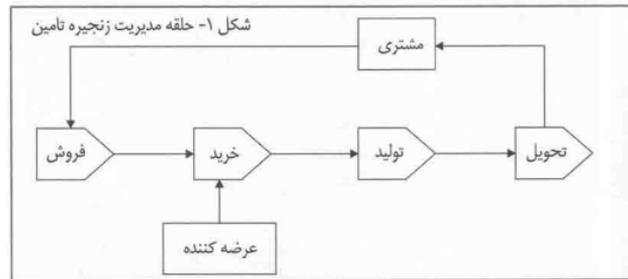 شکل ۱- حلقه مدیریت زنجیره تامین
مشتری
فروش
خرید
تولید
تحویل
عرضه کننده